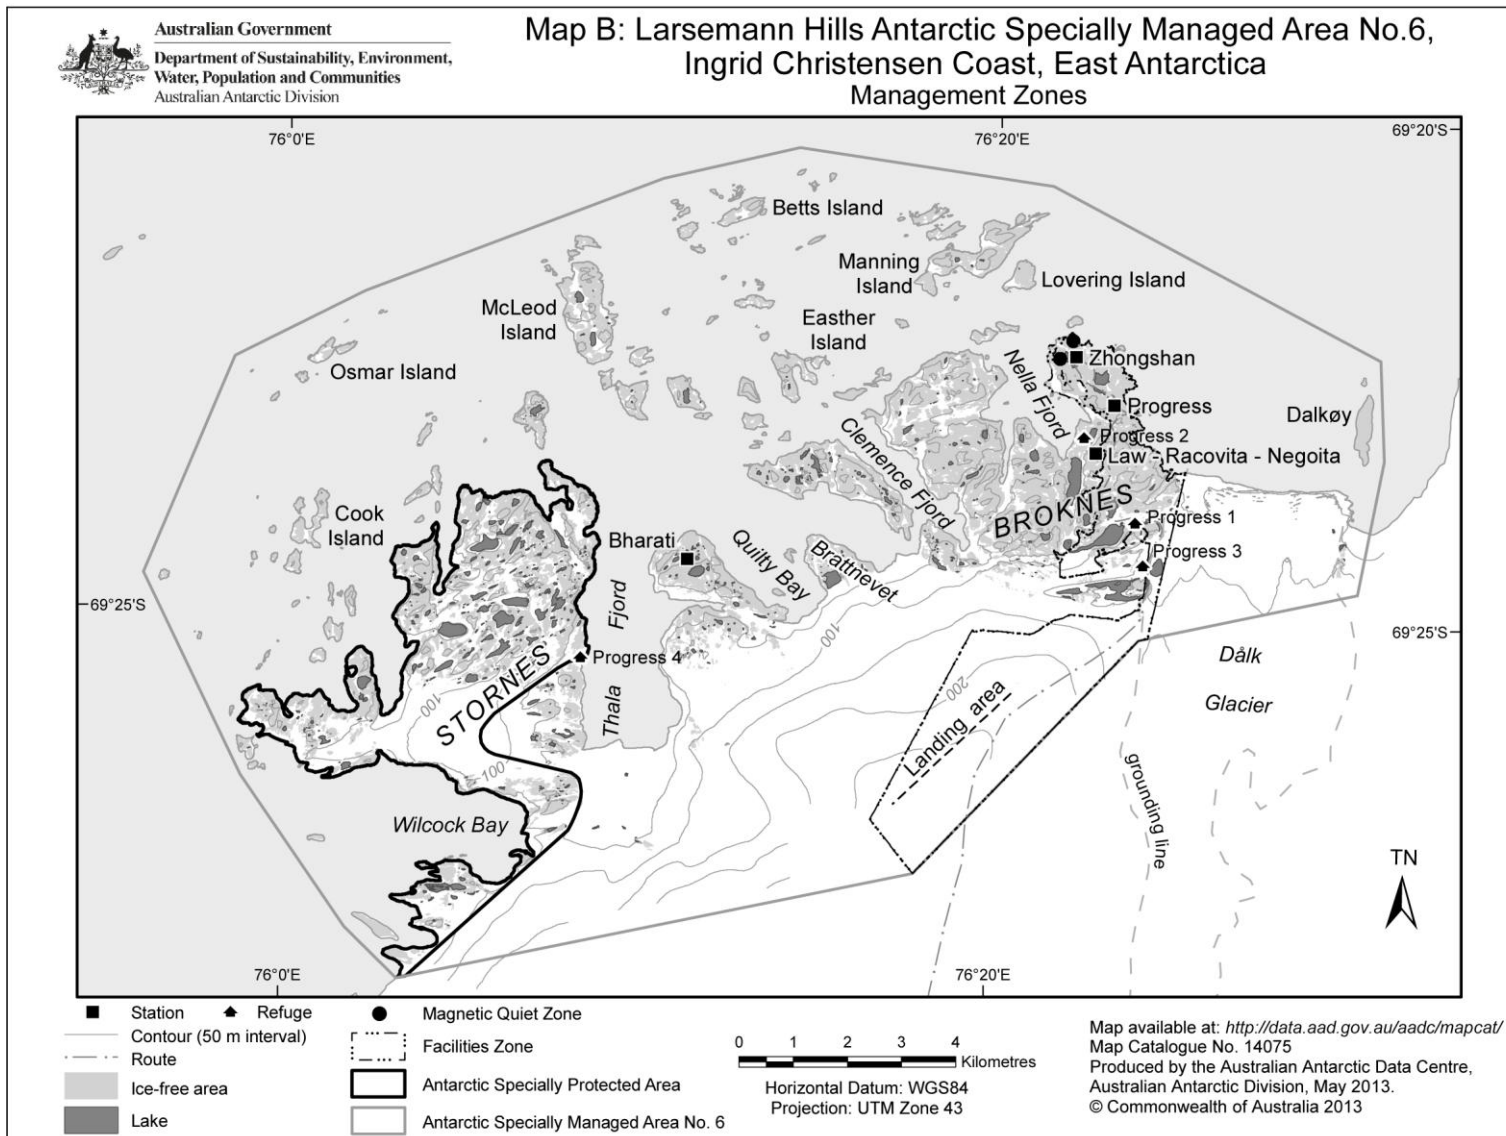 Australian Government
Department of Sustainability, Environment,
Water, Population and Communities
Australian Antarctic Division
Map B: Larsemann Hills Antarctic Specially Managed Area No.6,
Ingrid Christensen Coast, East Antarctica
Management Zones
76°0'E
76°20'E
69°20'S
Betts Island
Manning
Island
Lovering Island
McLeod
Island
Easther
Island
Osmar Island
Nella Fjord
Zhongshan
Progress
Dalkøy
Progress 2
Law - Racovita - Negoita
Clemence Fjord
BROKNES
Cook
Island
Bharati
Quilty Bay
Brattnevet
Progress 1
Progress 3
69°25'S
Fjord
100
69°25'S
STORNES
Progress 4
Thala
100
200
Landing area
Dålk
Glacier
100
grounding line
Wilcock Bay
TN
76°0'E
76°20'E
Station
Refuge
Magnetic Quiet Zone
Contour (50 m interval)
Route
Facilities Zone
Ice-free area
Antarctic Specially Protected Area
Lake
Antarctic Specially Managed Area No. 6
0 1 2 3 4
Kilometres
Horizontal Datum: WGS84
Projection: UTM Zone 43
Map available at: http://data.aad.gov.au/aadc/mapcat/
Map Catalogue No. 14075
Produced by the Australian Antarctic Data Centre,
Australian Antarctic Division, May 2013.
© Commonwealth of Australia 2013